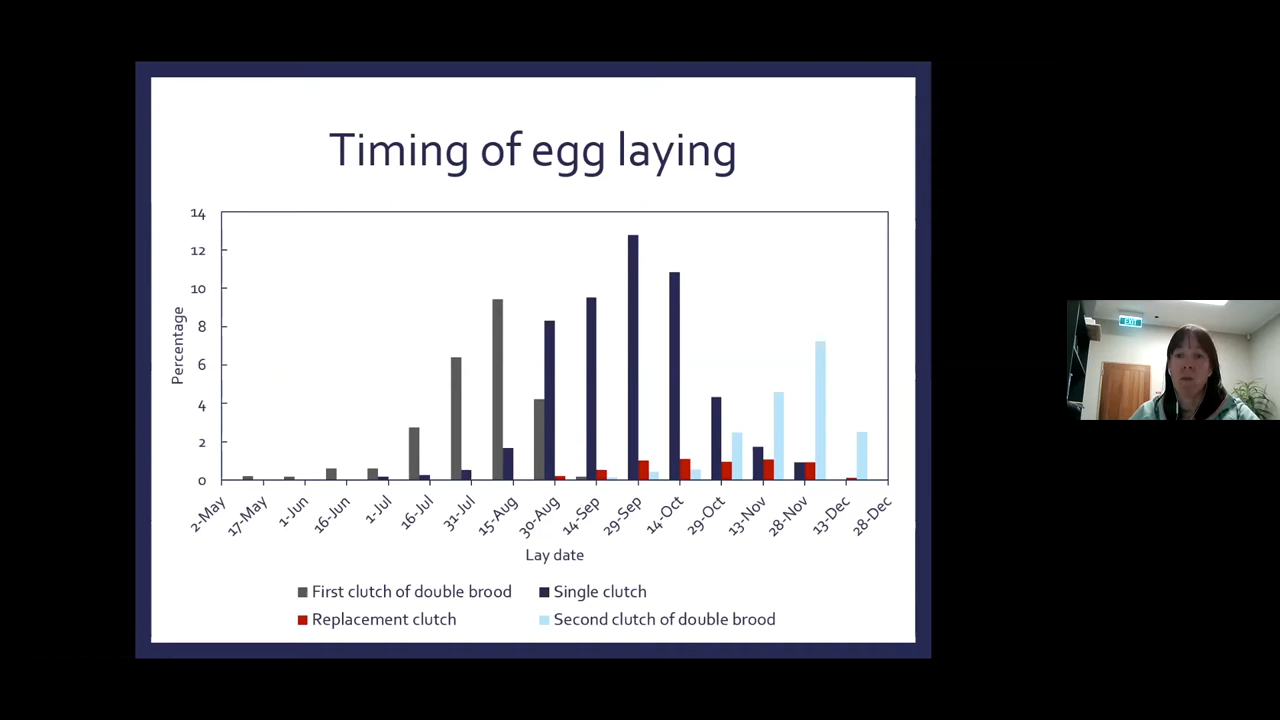 Timing of egg laying
14
12
10
8
6
4
2
0
Percentage
2-May
17-May
1-Jun
16-Jun
1-Jul
16-Jul
31-Jul
15-Aug
30-Aug
14-Sep
29-Sep
14-Oct
29-Oct
13-Nov
28-Nov
13-Dec
28-Dec
Lay date
First clutch of double brood
Single clutch
Replacement clutch
Second clutch of double brood
EXIT